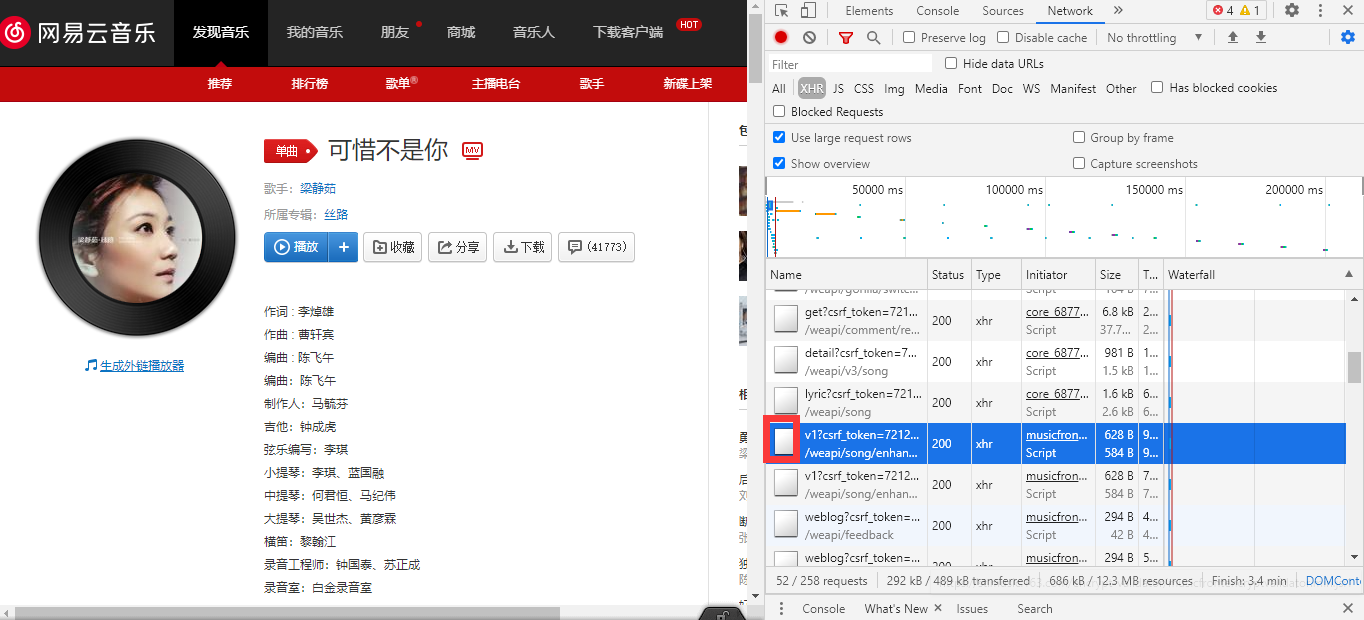 网易云音乐
发现音乐
我的音乐
朋友
商城
音乐人
下载客户端
HOT
推荐
排行榜
歌单®
主播电台
歌手
新碟上架
单曲
可惜不是你
MV
歌手：梁静茹
所属专辑：丝路
播放
+
收藏
分享
下载
(41773)
作词 : 李焯雄
作曲 : 曹轩宾
编曲 : 陈飞午
编曲：陈飞午
制作人：马毓芬
吉他：钟成虎
弦乐编写：李琪
小提琴：李琪、蓝国融
中提琴：何君恒、马纪伟
大提琴：吴世杰、黄彦霖
横笛：黎翰江
录音工程师：钟国泰、苏正成
录音室：白金录音室
生成外链播放器
Elements
Console
Sources
Network
»
4
1
Preserve log
Disable cache
No throttling
Filter
Hide data URLs
All
XHR
JS
CSS
Img
Media
Font
Doc
WS
Manifest
Other
Has blocked cookies
Blocked Requests
Use large request rows
Group by frame
Show overview
Capture screenshots
50000 ms
100000 ms
150000 ms
200000 ms
Name
Status
Type
Initiator
Size
T...
Waterfall
get?csrf_token=721... 200 xhr core_6877... 6.8 kB 2...
/weapi/comment/re... Script 37.7... 2...
detail?csrf_token=7... 200 xhr core_6877... 981 B 1...
/weapi/v3/song Script 1.5 kB 1...
lyric?csrf_token=721... 200 xhr core_6877... 1.6 kB 6...
/weapi/song Script 2.6 kB 6...
v1?csrf_token=7212... 200 xhr musicfron... 628 B 9...
/weapi/song/enhan... Script 584 B 9...
v1?csrf_token=7212... 200 xhr musicfron... 628 B 7...
/weapi/song/enhan... Script 584 B 7...
weblog?csrf_token=... 200 xhr musicfron... 294 B 4...
/weapi/feedback Script 42 B 4...
weblog?csrf_token=... 200 xhr musicfron... 294 B 5...
52 / 258 requests
292 kB / 489 kB transferred
686 kB / 12.3 MB resources
Finish: 3.4 min
DOMConte
Console
What's New
Issues
Search